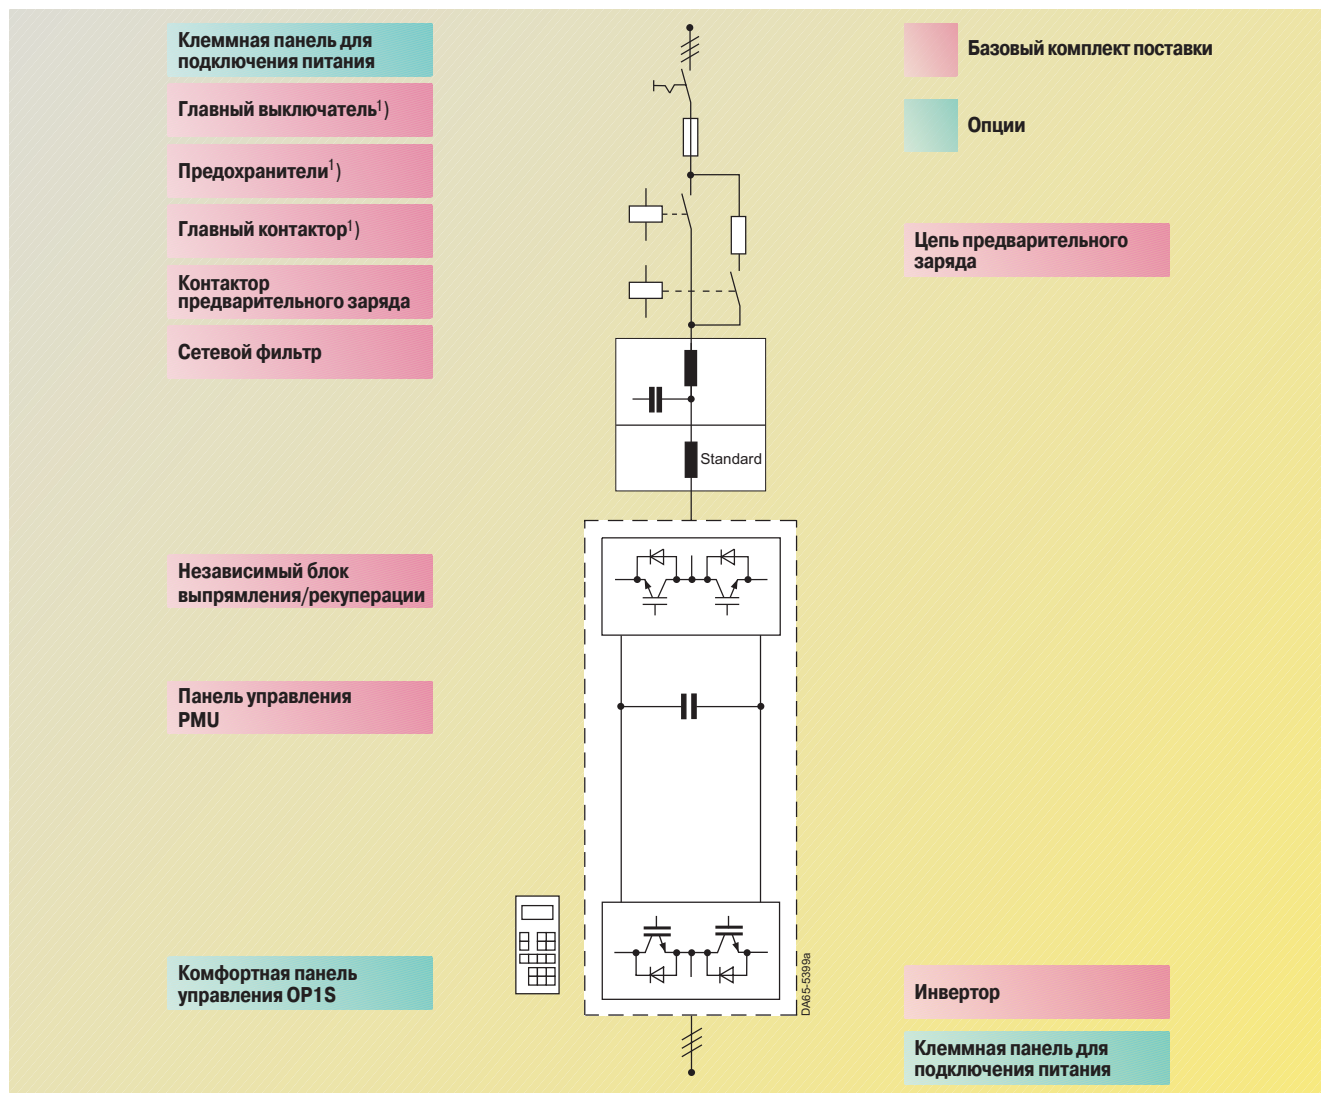 Клеммная панель для
подключения питания
Главный выключатель¹)
Предохранители¹)
Главный контактор¹)
Контактор
предварительного заряда
Сетевой фильтр
Независимый блок
выпрямления/рекуперации
Панель управления
PMU
Комфортная панель
управления OP1S
Standard
DA65-5399a
Базовый комплект поставки
Опции
Цепь предварительного
заряда
Инвертор
Клеммная панель для
подключения питания